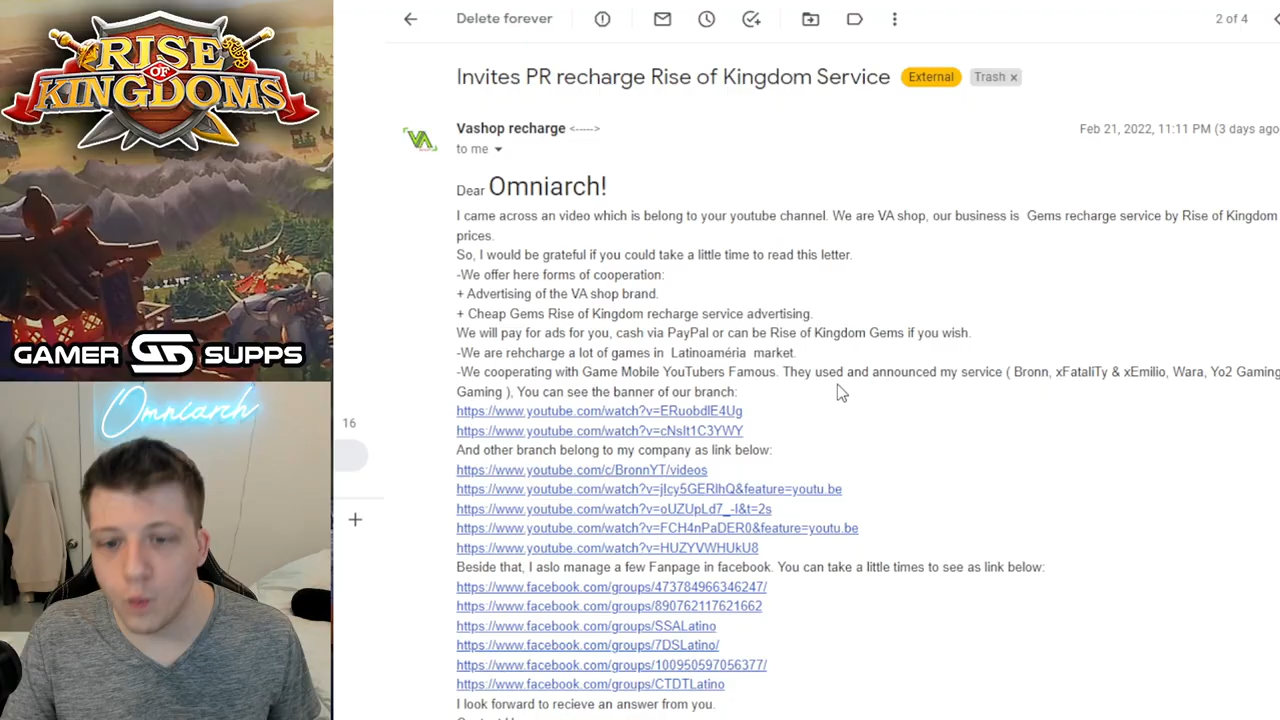 RISE
OF
KINGDOMS
GAMER GS SUPPS
Omniarch
16
Delete forever
2 of 4
Invites PR recharge Rise of Kingdom Service External Trash ×
VA
Vashop recharge <----->
Feb 21, 2022, 11:11 PM (3 days ago
to me
Dear Omniarch!
I came across an video which is belong to your youtube channel. We are VA shop, our business is Gems recharge service by Rise of Kingdom
prices.
So, I would be grateful if you could take a little time to read this letter.
-We offer here forms of cooperation:
+ Advertising of the VA shop brand.
+ Cheap Gems Rise of Kingdom recharge service advertising.
We will pay for ads for you, cash via PayPal or can be Rise of Kingdom Gems if you wish.
-We are rehcharge a lot of games in Latinoaméria market.
-We cooperating with Game Mobile YouTubers Famous. They used and announced my service ( Bronn, xFataliTy & xEmilio, Wara, Yo2 Gaming
Gaming ), You can see the banner of our branch:
https://www.youtube.com/watch?v=ERuobdlE4Ug
https://www.youtube.com/watch?v=cNsIt1C3YWY
And other branch belong to my company as link below:
https://www.youtube.com/c/BronnYT/videos
https://www.youtube.com/watch?v=jIcy5GERlhQ&feature=youtu.be
https://www.youtube.com/watch?v=oUZUpLd7_-I&t=2s
https://www.youtube.com/watch?v=FCH4nPaDER0&feature=youtu.be
https://www.youtube.com/watch?v=HUZYVWHUkU8
Beside that, I aslo manage a few Fanpage in facebook. You can take a little times to see as link below:
https://www.facebook.com/groups/473784966346247/
https://www.facebook.com/groups/890762117621662
https://www.facebook.com/groups/SSALatino
https://www.facebook.com/groups/7DSLatino/
https://www.facebook.com/groups/100950597056377/
https://www.facebook.com/groups/CTDTLatino
I look forward to recieve an answer from you.